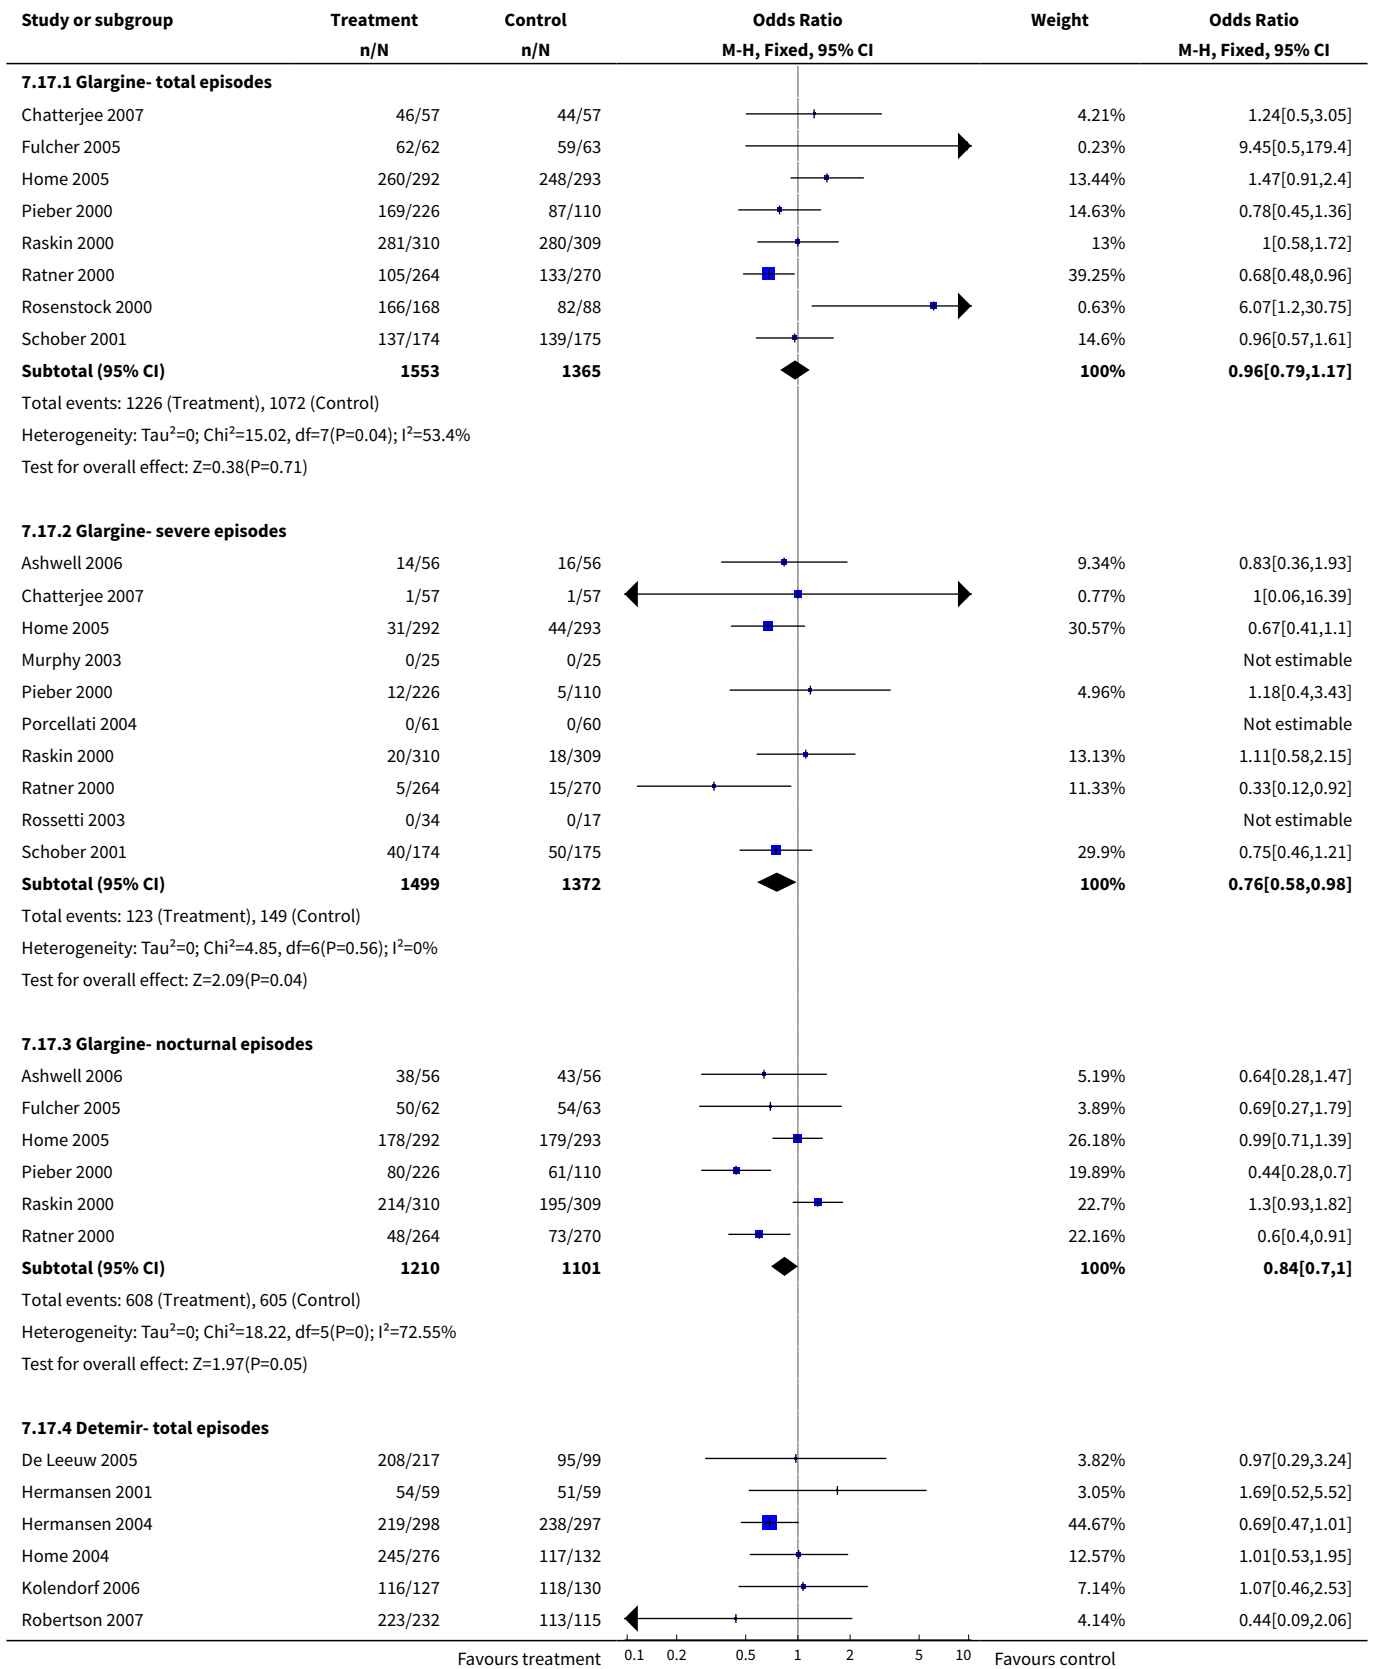 Study or subgroup Treatment Control Odds Ratio Weight Odds Ratio
n/N n/N M-H, Fixed, 95% CI M-H, Fixed, 95% CI
7.17.1 Glargine- total episodes
Chatterjee 2007 46/57 44/57 4.21% 1.24[0.5,3.05]
Fulcher 2005 62/62 59/63 0.23% 9.45[0.5,179.4]
Home 2005 260/292 248/293 13.44% 1.47[0.91,2.4]
Pieber 2000 169/226 87/110 14.63% 0.78[0.45,1.36]
Raskin 2000 281/310 280/309 13% 1[0.58,1.72]
Ratner 2000 105/264 133/270 39.25% 0.68[0.48,0.96]
Rosenstock 2000 166/168 82/88 0.63% 6.07[1.2,30.75]
Schober 2001 137/174 139/175 14.6% 0.96[0.57,1.61]
Subtotal (95% CI) 1553 1365 100% 0.96[0.79,1.17]
Total events: 1226 (Treatment), 1072 (Control)
Heterogeneity: Tau²=0; Chi²=15.02, df=7(P=0.04); I²=53.4%
Test for overall effect: Z=0.38(P=0.71)
7.17.2 Glargine- severe episodes
Ashwell 2006 14/56 16/56 9.34% 0.83[0.36,1.93]
Chatterjee 2007 1/57 1/57 0.77% 1[0.06,16.39]
Home 2005 31/292 44/293 30.57% 0.67[0.41,1.1]
Murphy 2003 0/25 0/25 Not estimable
Pieber 2000 12/226 5/110 4.96% 1.18[0.4,3.43]
Porcellati 2004 0/61 0/60 Not estimable
Raskin 2000 20/310 18/309 13.13% 1.11[0.58,2.15]
Ratner 2000 5/264 15/270 11.33% 0.33[0.12,0.92]
Rossetti 2003 0/34 0/17 Not estimable
Schober 2001 40/174 50/175 29.9% 0.75[0.46,1.21]
Subtotal (95% CI) 1499 1372 100% 0.76[0.58,0.98]
Total events: 123 (Treatment), 149 (Control)
Heterogeneity: Tau²=0; Chi²=4.85, df=6(P=0.56); I²=0%
Test for overall effect: Z=2.09(P=0.04)
7.17.3 Glargine- nocturnal episodes
Ashwell 2006 38/56 43/56 5.19% 0.64[0.28,1.47]
Fulcher 2005 50/62 54/63 3.89% 0.69[0.27,1.79]
Home 2005 178/292 179/293 26.18% 0.99[0.71,1.39]
Pieber 2000 80/226 61/110 19.89% 0.44[0.28,0.7]
Raskin 2000 214/310 195/309 22.7% 1.3[0.93,1.82]
Ratner 2000 48/264 73/270 22.16% 0.6[0.4,0.91]
Subtotal (95% CI) 1210 1101 100% 0.84[0.7,1]
Total events: 608 (Treatment), 605 (Control)
Heterogeneity: Tau²=0; Chi²=18.22, df=5(P=0); I²=72.55%
Test for overall effect: Z=1.97(P=0.05)
7.17.4 Detemir- total episodes
De Leeuw 2005 208/217 95/99 3.82% 0.97[0.29,3.24]
Hermansen 2001 54/59 51/59 3.05% 1.69[0.52,5.52]
Hermansen 2004 219/298 238/297 44.67% 0.69[0.47,1.01]
Home 2004 245/276 117/132 12.57% 1.01[0.53,1.95]
Kolendorf 2006 116/127 118/130 7.14% 1.07[0.46,2.53]
Robertson 2007 223/232 113/115 4.14% 0.44[0.09,2.06]
Favours treatment 0.1 0.2 0.5 1 2 5 10 Favours control